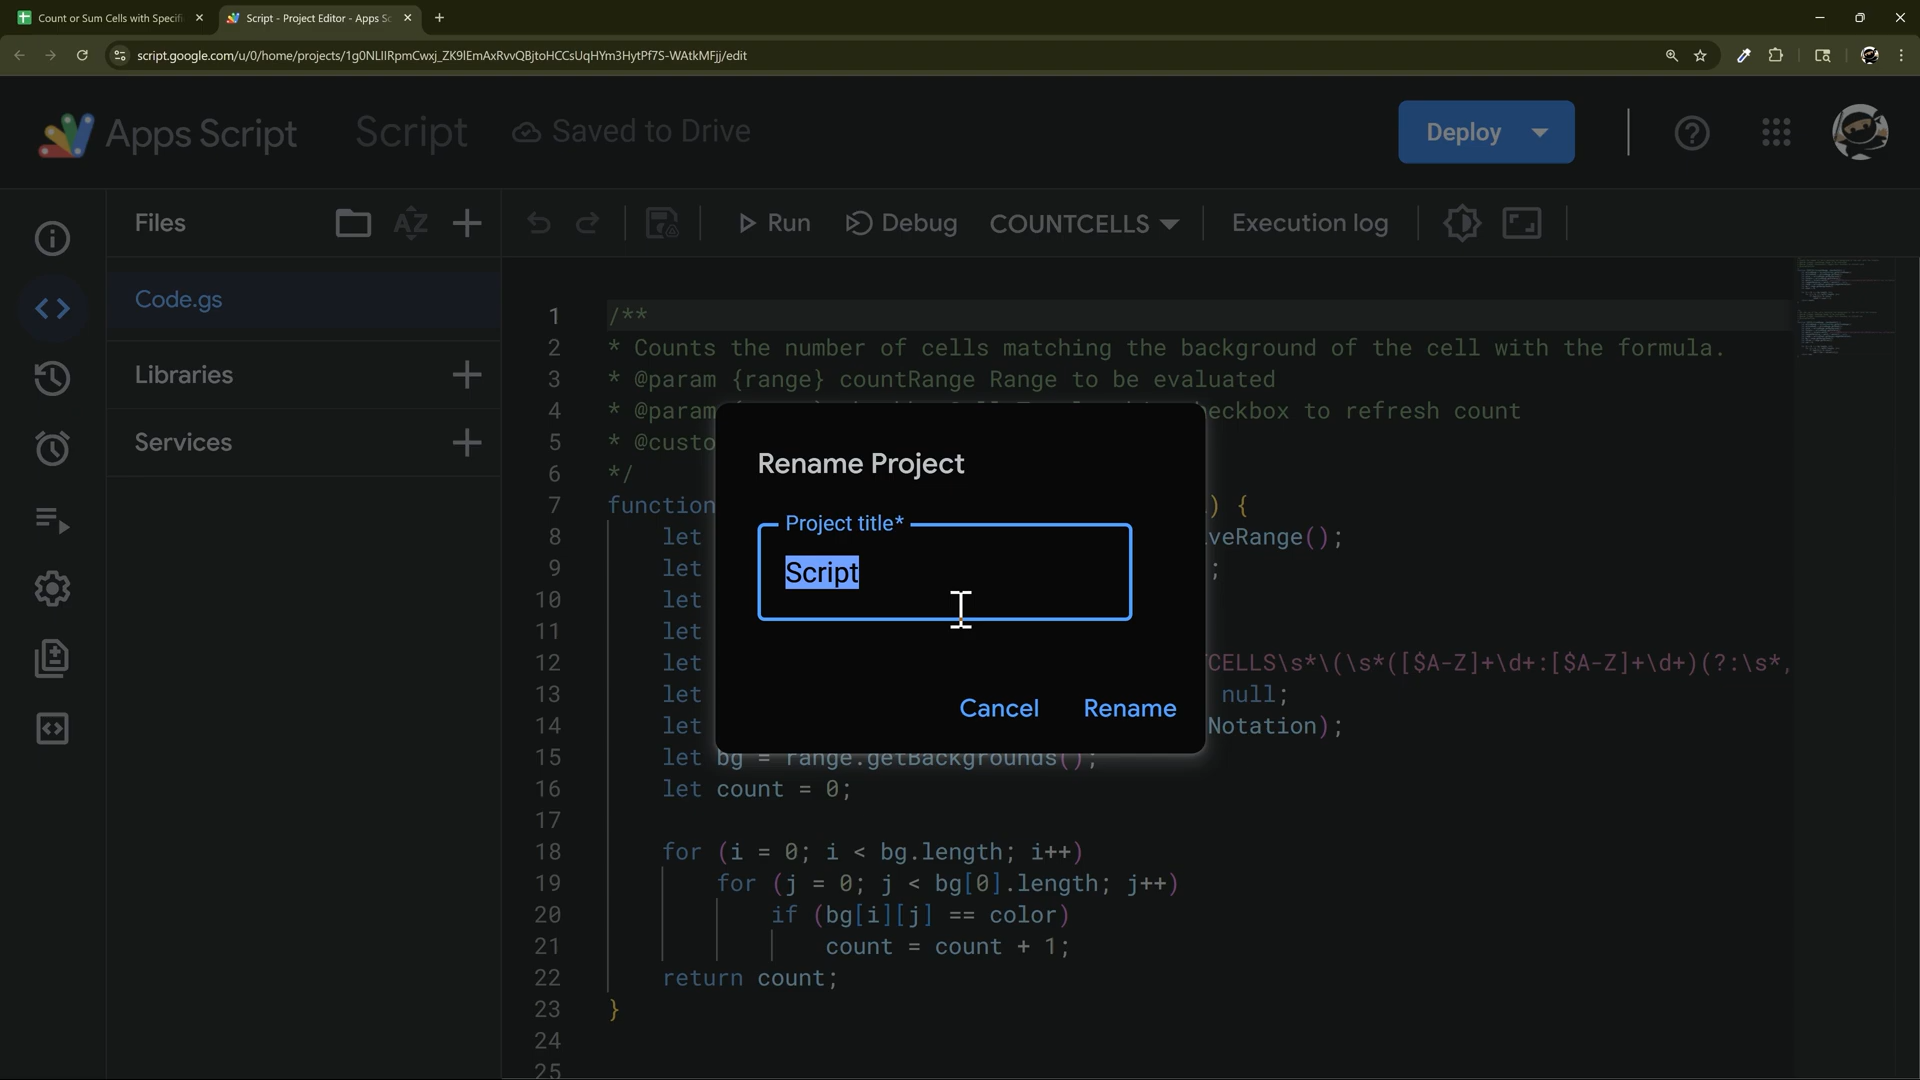 Count or Sum Cells with Specifi
Script - Project Editor - Apps Sc
script.google.com/u/0/home/projects/1g0NLIIRpmCwxj_ZK9lEmAxRvvQBjtoHCCsUqHYm3HytPf7S-WAtkMFjj/edit
Apps Script
Script
Saved to Drive
Deploy
Files
Run
Debug
COUNTCELLS
Execution log
Code.gs
Libraries
Services
1 /**
2 * Counts the number of cells matching the background of the cell with the formula.
3 * @param {range} countRange Range to be evaluated
4 * @param checkbox to refresh count
5 * @custo
6 */
7 function ) {
8 let veRange();
9 let ;
10 let
11 let
12 let CELLS\s*\(\s*([$A-Z]+\d+:[$A-Z]+\d+)(?:\s*,
13 let null;
14 let Notation);
15 let bg = range.getBackgrounds();
16 let count = 0;
17
18 for (i = 0; i < bg.length; i++)
19 for (j = 0; j < bg[0].length; j++)
20 if (bg[i][j] == color)
21 count = count + 1;
22 return count;
23 }
24
25
Rename Project
Project title*
Script
Cancel
Rename